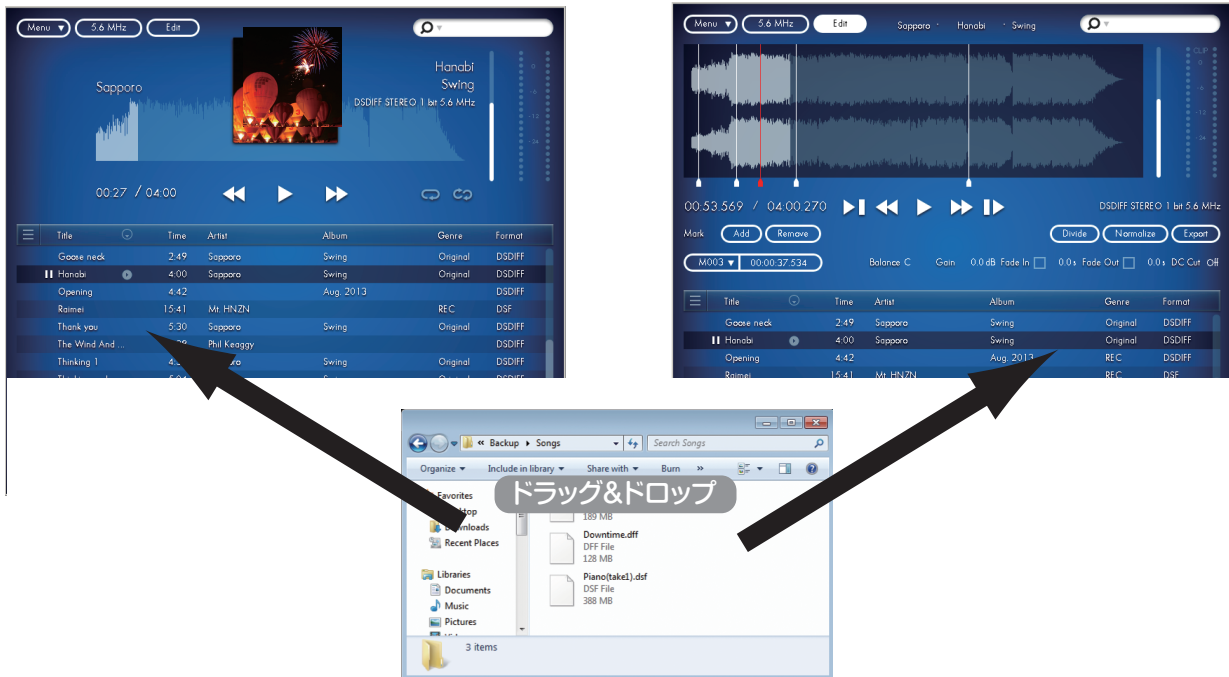 Menu ▼ 5.6 MHz Edit
Sapporo
Hanabi
Swing
DSDIFF STEREO 1 bit 5.6 MHz
0
-6
-12
-24
00:27 / 04:00
Title Time Artist Album Genre Format
Goose neck 2:49 Sapporo Swing Original DSDIFF
Hanabi 4:00 Sapporo Swing Original DSDIFF
Opening 4:42 Aug. 2013 DSDIFF
Raimei 15:41 Mt. HNZN REC DSF
Thank you 5:30 Sapporo Swing Original DSDIFF
The Wind And ... Phil Keaggy DSDIFF
Thinking 1 Swing Original DSDIFF
Menu ▼ 5.6 MHz Edit Sapporo · Hanabi · Swing
CLIP
0
-12
00:53.569 / 04:00.270
DSDIFF STEREO 1 bit 5.6 MHz
Mark Add Remove Divide Normalize Export
M003 ▼ 00:00:37.534 Balance C Gain 0.0 dB Fade In 0.0 s Fade Out 0.0 s DC Cut Off
Title Time Artist Album Genre Format
Goose neck 2:49 Sapporo Swing Original DSDIFF
Hanabi 4:00 Sapporo Swing Original DSDIFF
Opening 4:42 Aug. 2013 REC DSDIFF
Raimei 15:41 Mt. HNZN REC DSF
« Backup Songs Search Songs
Organize Include in library Share with Burn »
Favorites
Downloads
Recent Places
Libraries
Documents
Music
Pictures
ドラッグ&ドロップ
189 MB
Downtime.dff
DFF File
128 MB
Piano(take1).dsf
DSF File
388 MB
3 items